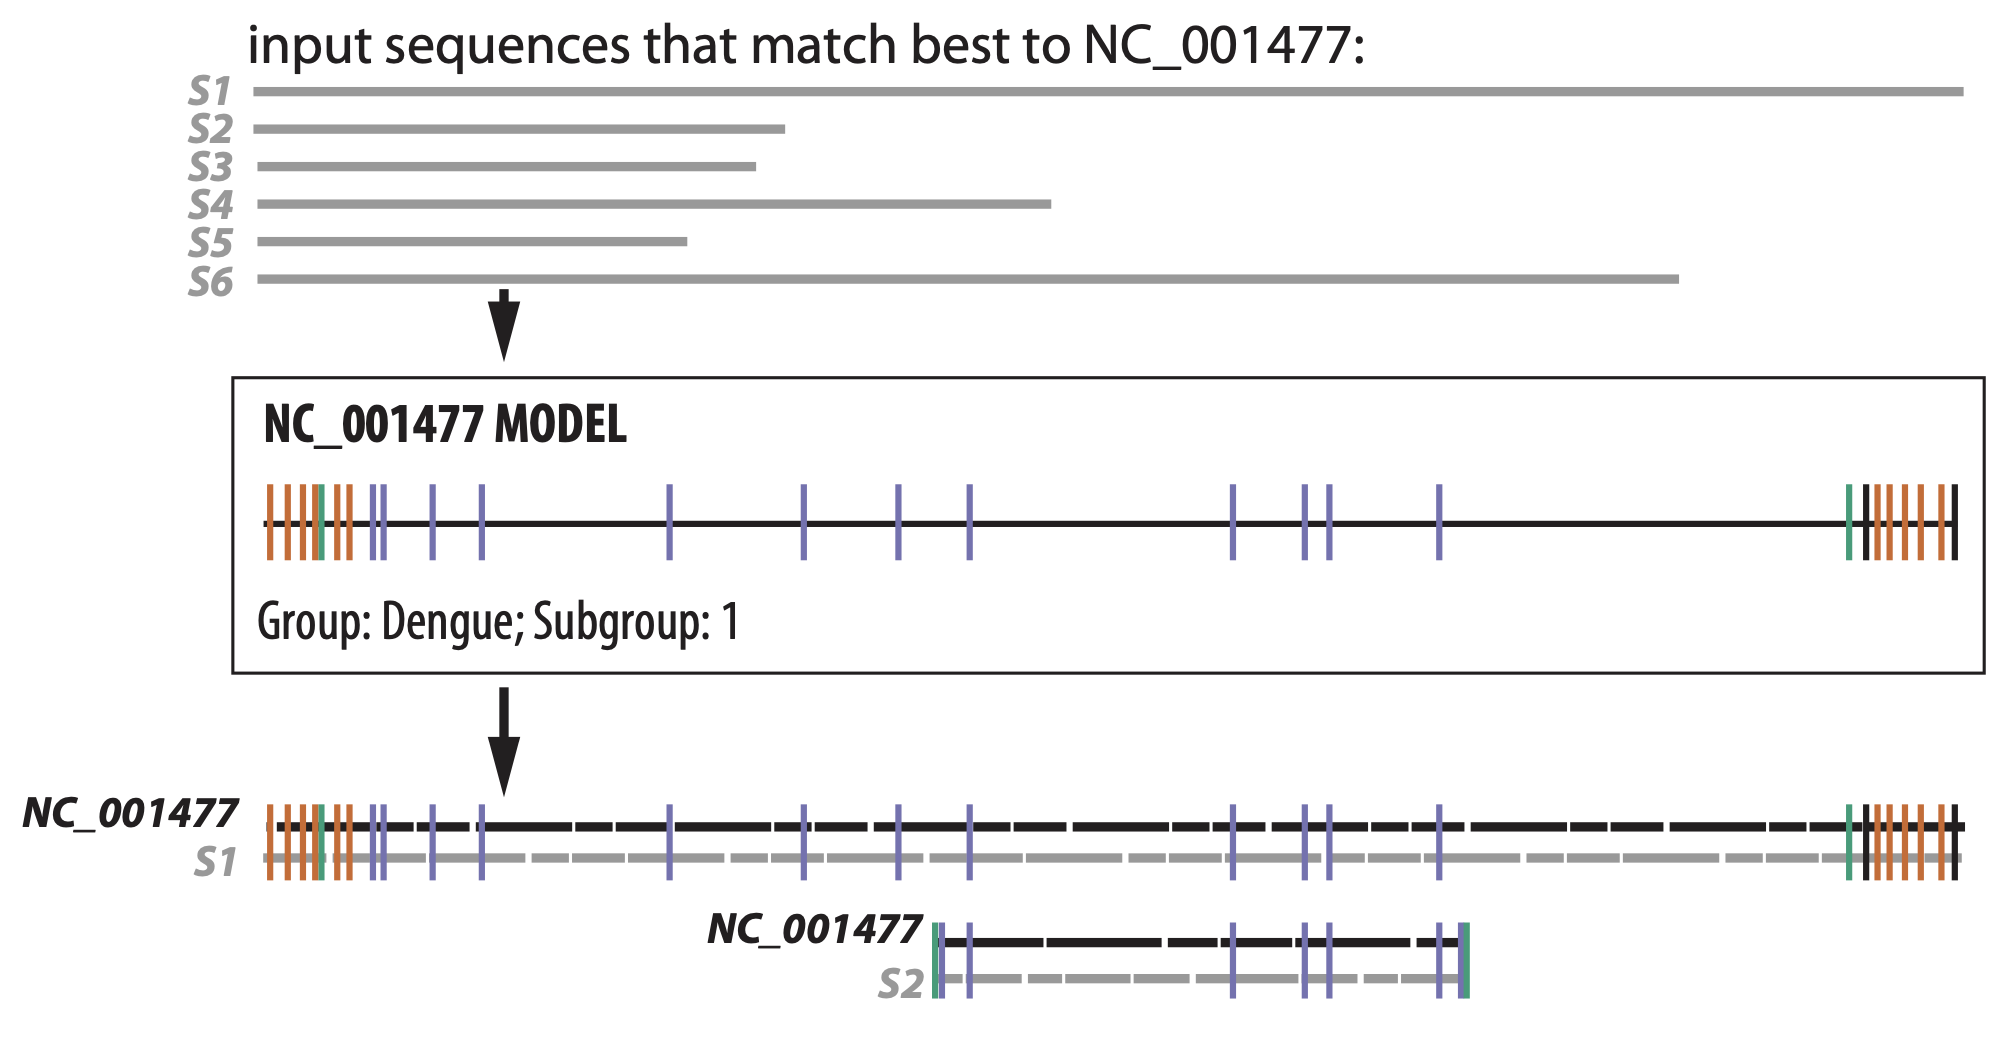 input sequences that match best to NC_001477:
S1
S2
S3
S4
S5
S6
NC_001477 MODEL
Group: Dengue; Subgroup: 1
NC_001477
S1
NC_001477
S2